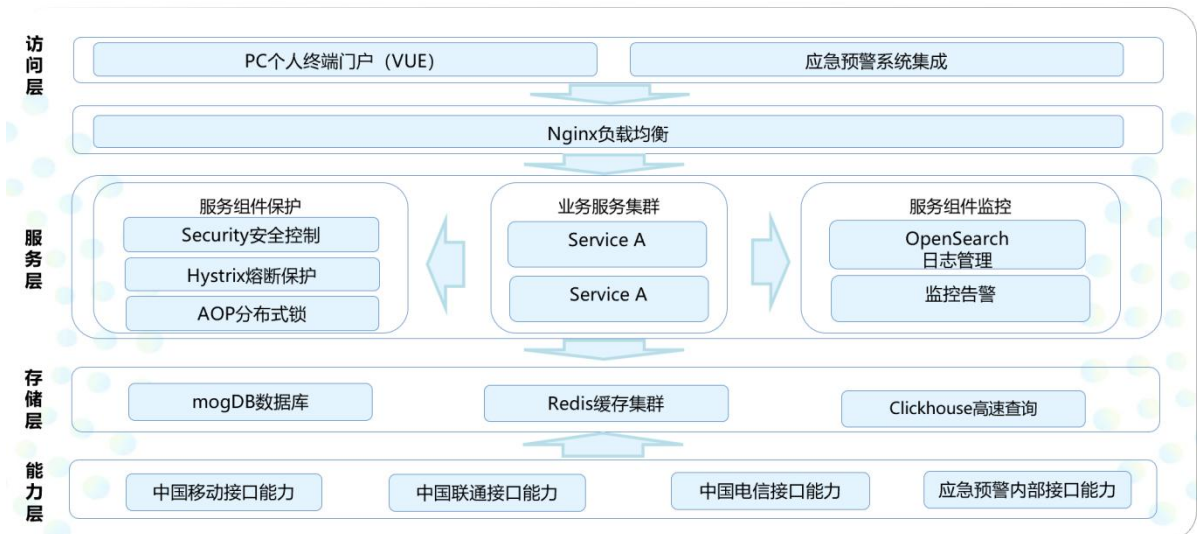 访问层
PC个人终端门户（VUE）
应急预警系统集成
Nginx负载均衡
服务层
服务组件保护
Security安全控制
Hystrix熔断保护
AOP分布式锁
业务服务集群
Service A
Service A
服务组件监控
OpenSearch
日志管理
监控告警
存储层
mogDB数据库
Redis缓存集群
Clickhouse高速查询
能力层
中国移动接口能力
中国联通接口能力
中国电信接口能力
应急预警内部接口能力